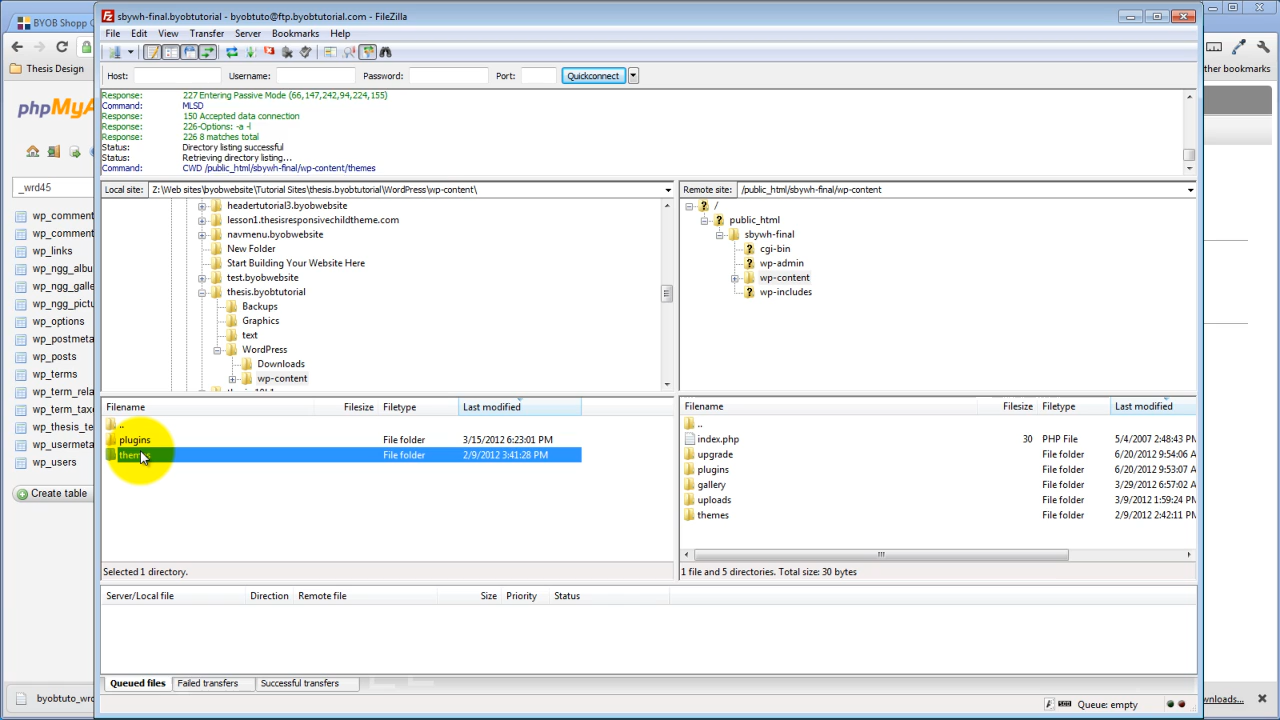 BYOB Shopp C
sbywh-final.byobtutorial - byobtuto@ftp.byobtutorial.com - FileZilla
File Edit View Transfer Server Bookmarks Help
Thesis Design
ther bookmarks
Host: Username: Password: Port: Quickconnect
phpMyA
Response: 227 Entering Passive Mode (66,147,242,94,224,155)
Command: MLSD
Response: 150 Accepted data connection
Response: 226-Options: -a -l
Response: 226 8 matches total
Status: Directory listing successful
Status: Retrieving directory listing...
Command: CWD /public_html/sbywh-final/wp-content/themes
Local site: Z:\Web sites\byobwebsite\Tutorial Sites\thesis.byobtutorial\WordPress\wp-content\
Remote site: /public_html/sbywh-final/wp-content
_wrd45
wp_comment
wp_comment
wp_links
wp_ngg_albu
wp_ngg_galle
wp_ngg_pictu
wp_options
wp_postmeta
wp_posts
wp_terms
wp_term_rela
wp_term_taxo
wp_thesis_te
wp_usermeta
wp_users
Create table
headertutorial3.byobwebsite
lesson1.thesisresponsivechildtheme.com
navmenu.byobwebsite
New Folder
Start Building Your Website Here
test.byobwebsite
thesis.byobtutorial
Backups
Graphics
text
WordPress
Downloads
wp-content
/
public_html
sbywh-final
cgi-bin
wp-admin
wp-content
wp-includes
Filename Filesize Filetype Last modified
..
plugins File folder 3/15/2012 6:23:01 PM
themes File folder 2/9/2012 3:41:28 PM
Selected 1 directory.
Filename Filesize Filetype Last modified
..
index.php 30 PHP File 5/4/2007 2:48:43 P
upgrade File folder 6/20/2012 9:54:06 A
plugins File folder 6/20/2012 9:53:07 A
gallery File folder 3/29/2012 6:57:02 A
uploads File folder 3/9/2012 1:59:24 PM
themes File folder 2/9/2012 2:42:11 PM
1 file and 5 directories. Total size: 30 bytes
Server/Local file Direction Remote file Size Priority Status
Queued files Failed transfers Successful transfers
Queue: empty
byobtuto_wrd
wnloads...